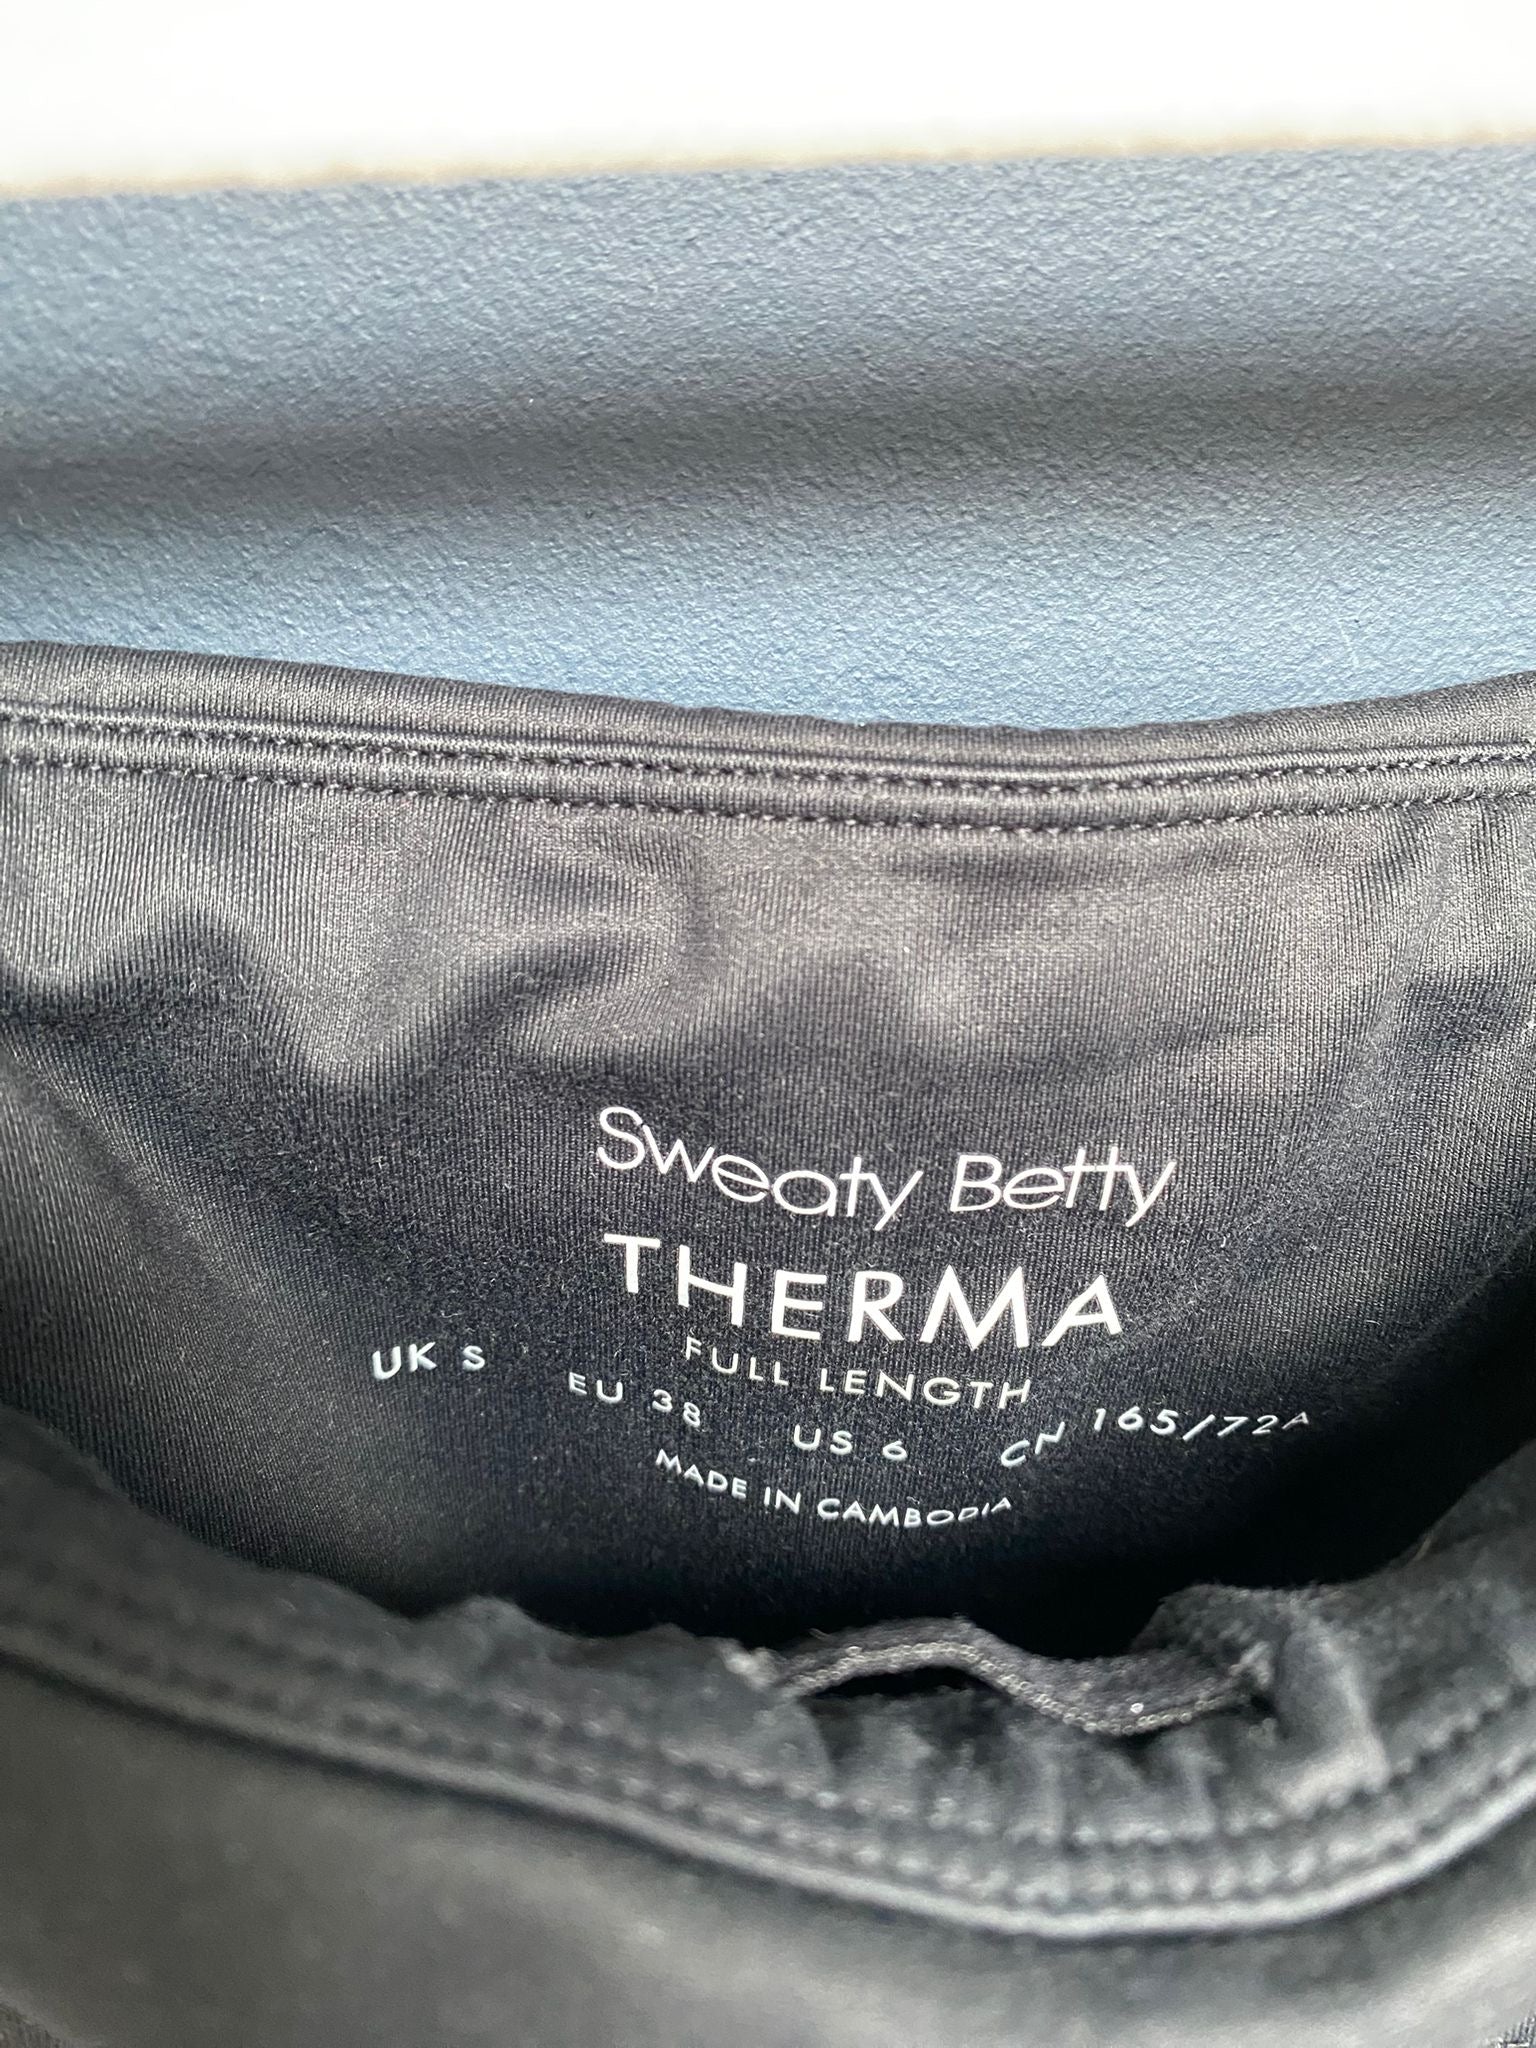 Sweaty Betty
THERMA
FULL LENGTH
UK S EU 38 US 6 CN 165/72A
MADE IN CAMBODIA